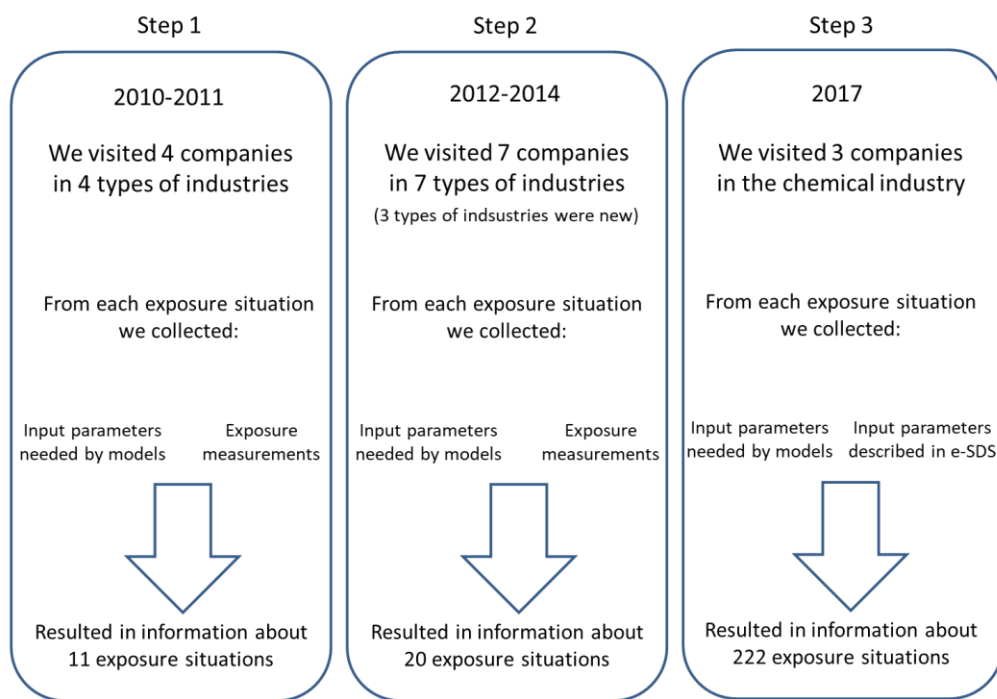 Step 1
2010-2011
We visited 4 companies
in 4 types of industries
From each exposure situation
we collected:
Input parameters
needed by models
Exposure
measurements
Resulted in information about
11 exposure situations
Step 2
2012-2014
We visited 7 companies
in 7 types of industries
(3 types of indsustries were new)
From each exposure situation
we collected:
Input parameters
needed by models
Exposure
measurements
Resulted in information about
20 exposure situations
Step 3
2017
We visited 3 companies
in the chemical industry
From each exposure situation
we collected:
Input parameters
needed by models
Input parameters
described in e-SDS
Resulted in information about
222 exposure situations